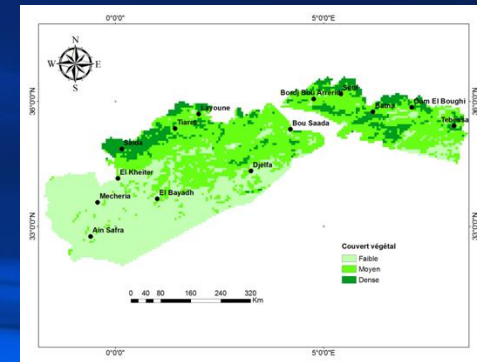 0°0'0" 5°0'0"E
N
W E
S
36°0'0"N 36°0'0"N
Setif
Bordj Bou Arreridj
Oum El Boughi
Batna
Layoune
Tebessa
Tiaret
Bou Saada
Saida
Djelfa
El Kheiter
El Bayadh
Mecheria
33°0'0"N 33°0'0"N
Ain Safra
Couvert végétal
Faible
Moyen
Dense
0 40 80 160 240 320
Km
0°0'0" 5°0'0"E